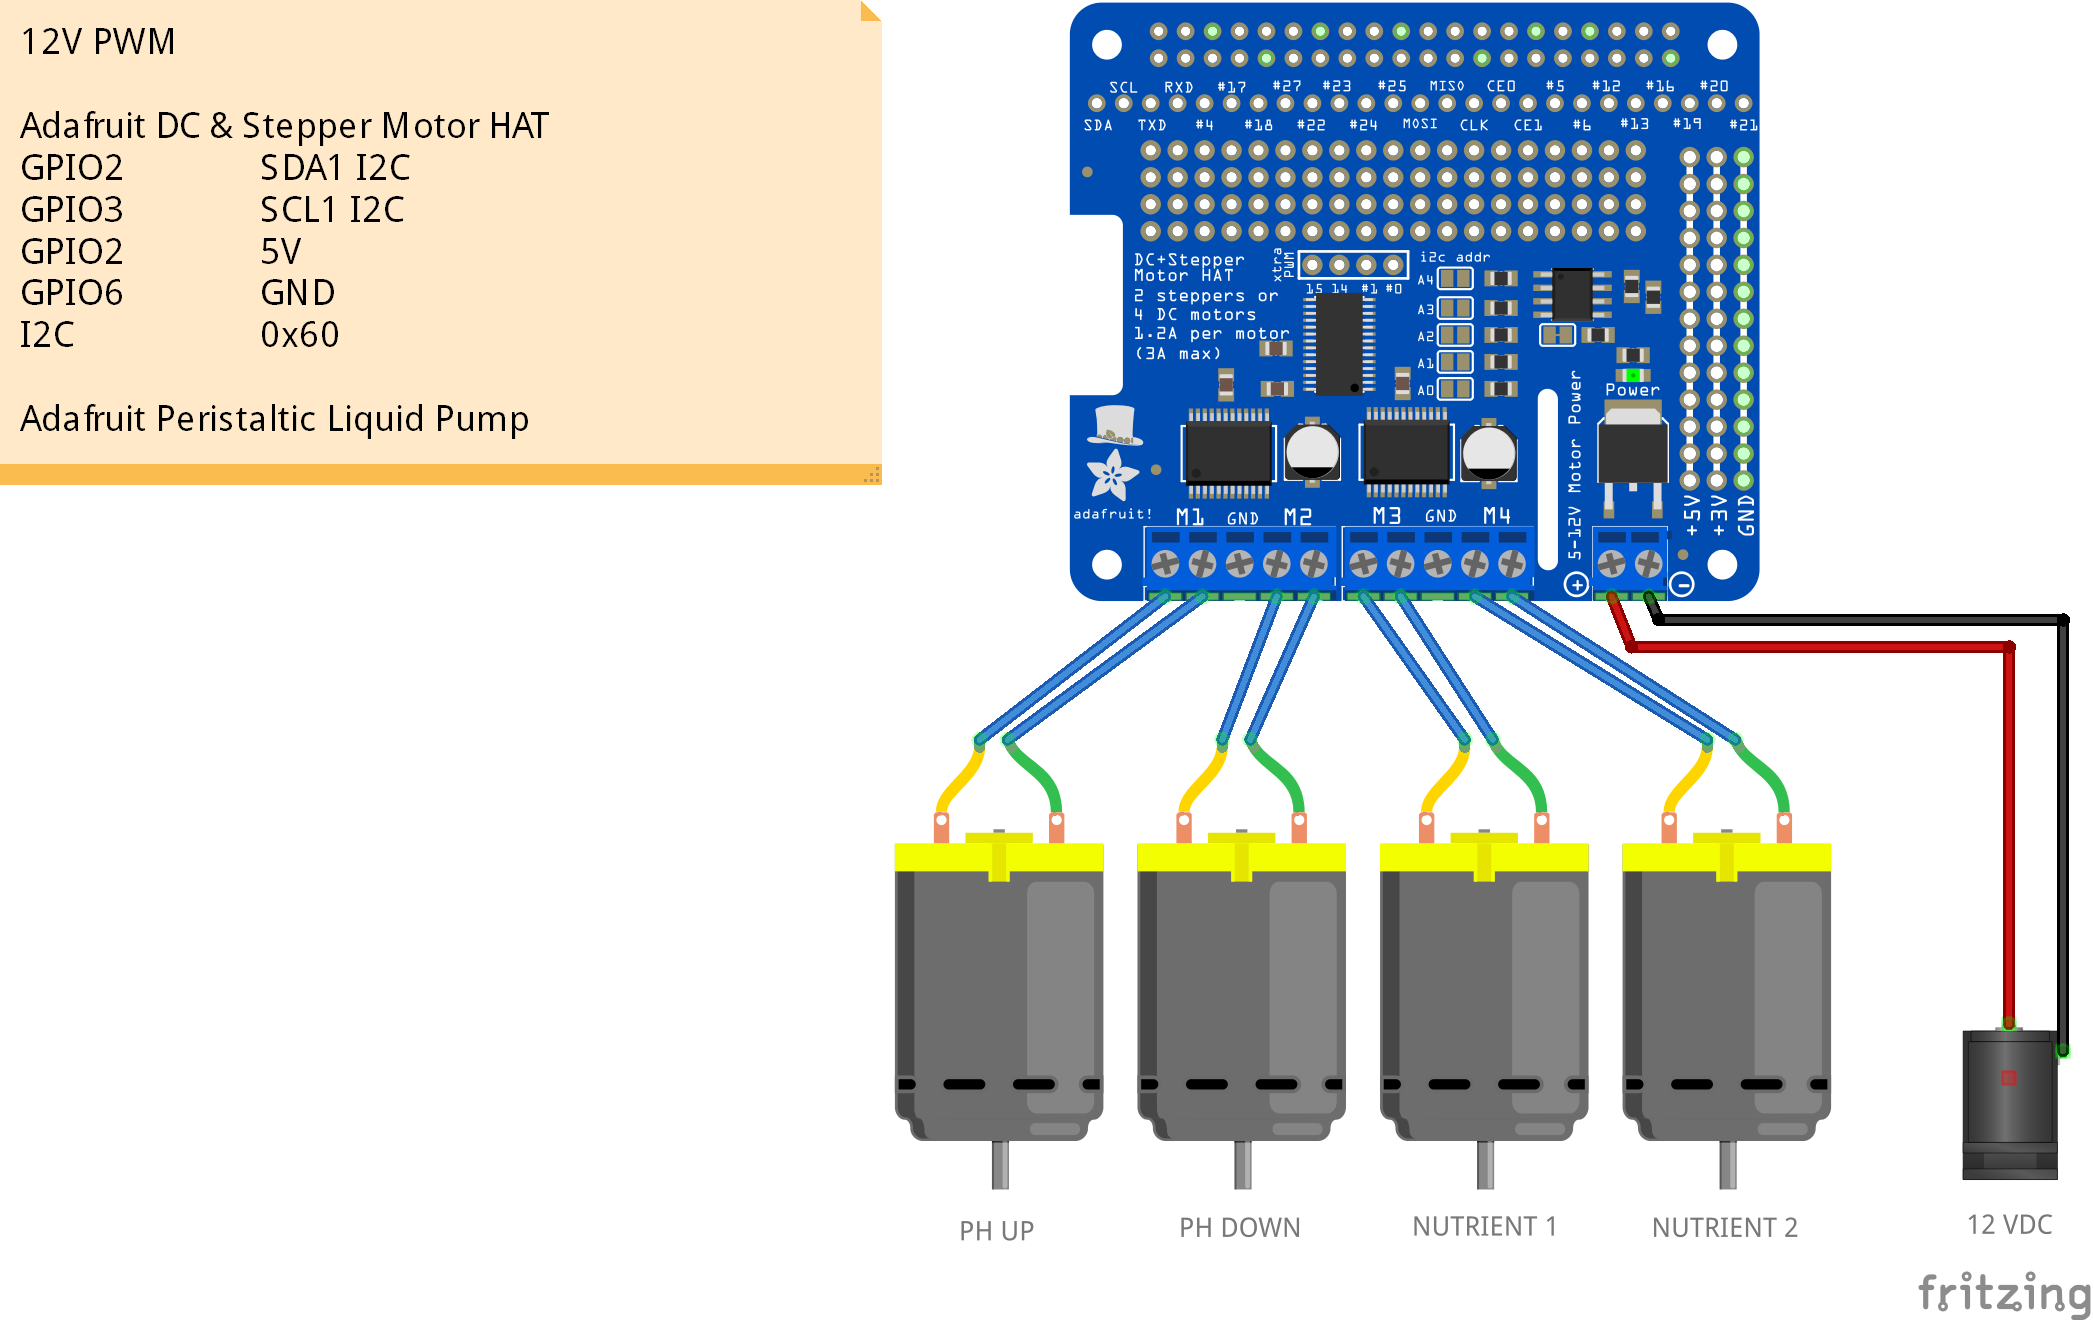 12V PWM
Adafruit DC & Stepper Motor HAT
GPIO2 SDA1 I2C
GPIO3 SCL1 I2C
GPIO2 5V
GPIO6 GND
I2C 0x60
Adafruit Peristaltic Liquid Pump
SCL RXD #17 #27 #23 #25 MISO CE0 #5 #12 #16 #20
SDA TXD #4 #18 #22 #24 MOSI CLK CE1 #6 #13 #19 #21
DC+Stepper
Motor HAT
2 steppers or
4 DC motors
1.2A per motor
(3A max)
xtra
PWM
15 14 #1 #0
i2c addr
A4
A3
A2
A1
A0
Power
5-12V Motor Power
+5V
+3V
GND
adafruit!
M1 GND M2 M3 GND M4
+ -
PH UP
PH DOWN
NUTRIENT 1
NUTRIENT 2
12 VDC
fritzing